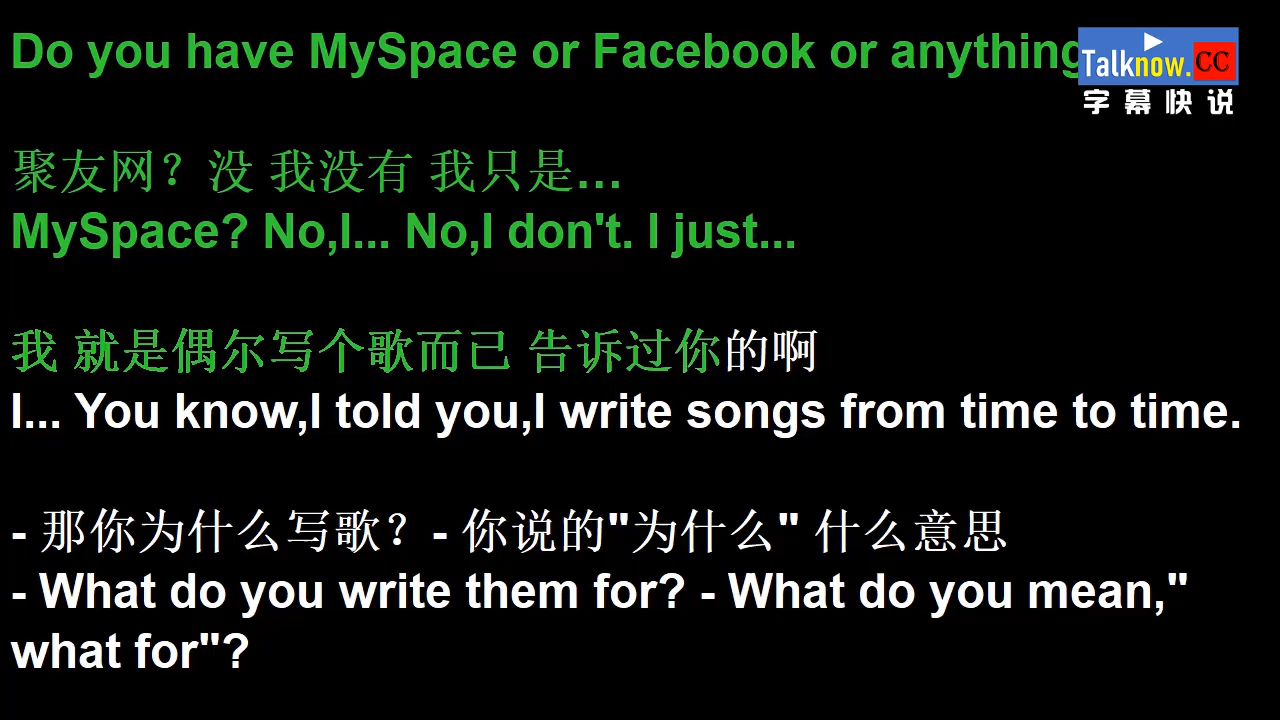 Do you have MySpace or Facebook or anything
Talknow.CC
字幕快说
聚友网？没 我没有 我只是...
MySpace? No,I... No,I don't. I just...
我 就是偶尔写个歌而己 告诉过你的啊
I... You know,I told you,I write songs from time to time.
- 那你为什么写歌？- 你说的"为什么" 什么意思
- What do you write them for? - What do you mean,"
what for"?